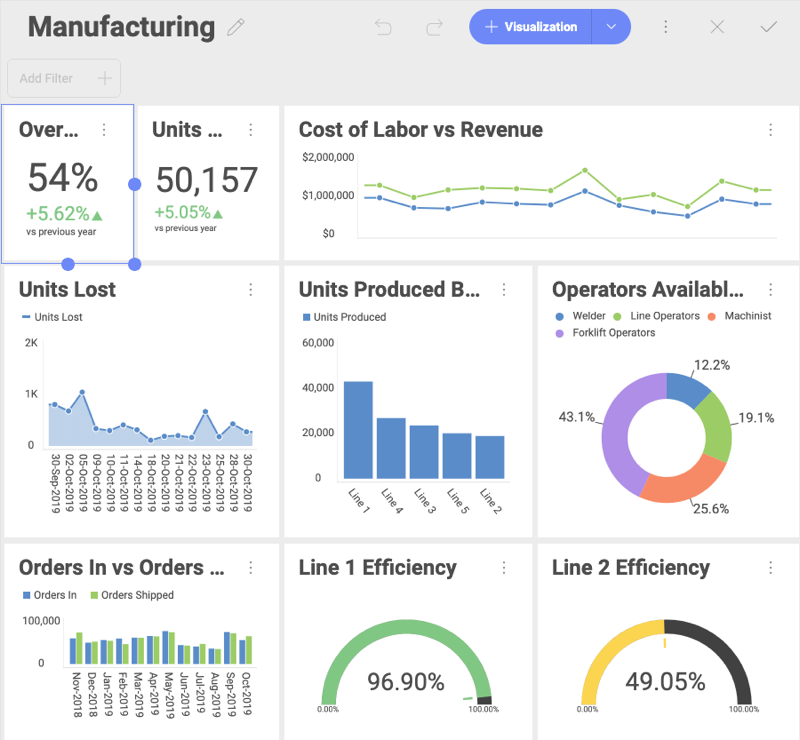 Manufacturing
Visualization
Add Filter
Over...
54%
+5.62%
vs previous year
Units ...
50,157
+5.05%
vs previous year
Cost of Labor vs Revenue
$2,000,000
$1,000,000
$0
Units Lost
Units Lost
2K
1K
0
30-Sep-2019
02-Oct-2019
05-Oct-2019
09-Oct-2019
10-Oct-2019
11-Oct-2019
14-Oct-2019
18-Oct-2019
20-Oct-2019
21-Oct-2019
22-Oct-2019
23-Oct-2019
25-Oct-2019
28-Oct-2019
30-Oct-2019
Units Produced B...
Units Produced
60,000
40,000
20,000
0
Line 1
Line 4
Line 3
Line 5
Line 2
Operators Availabl...
Welder Line Operators Machinist
Forklift Operators
12.2%
43.1%
19.1%
25.6%
Orders In vs Orders ...
Orders In Orders Shipped
100,000
0
Nov-2018
Dec-2018
Jan-2019
Feb-2019
Mar-2019
Apr-2019
May-2019
Jun-2019
Jul-2019
Aug-2019
Sep-2019
Oct-2019
Line 1 Efficiency
96.90%
0.00% 100.00%
Line 2 Efficiency
49.05%
0.00% 100.00%